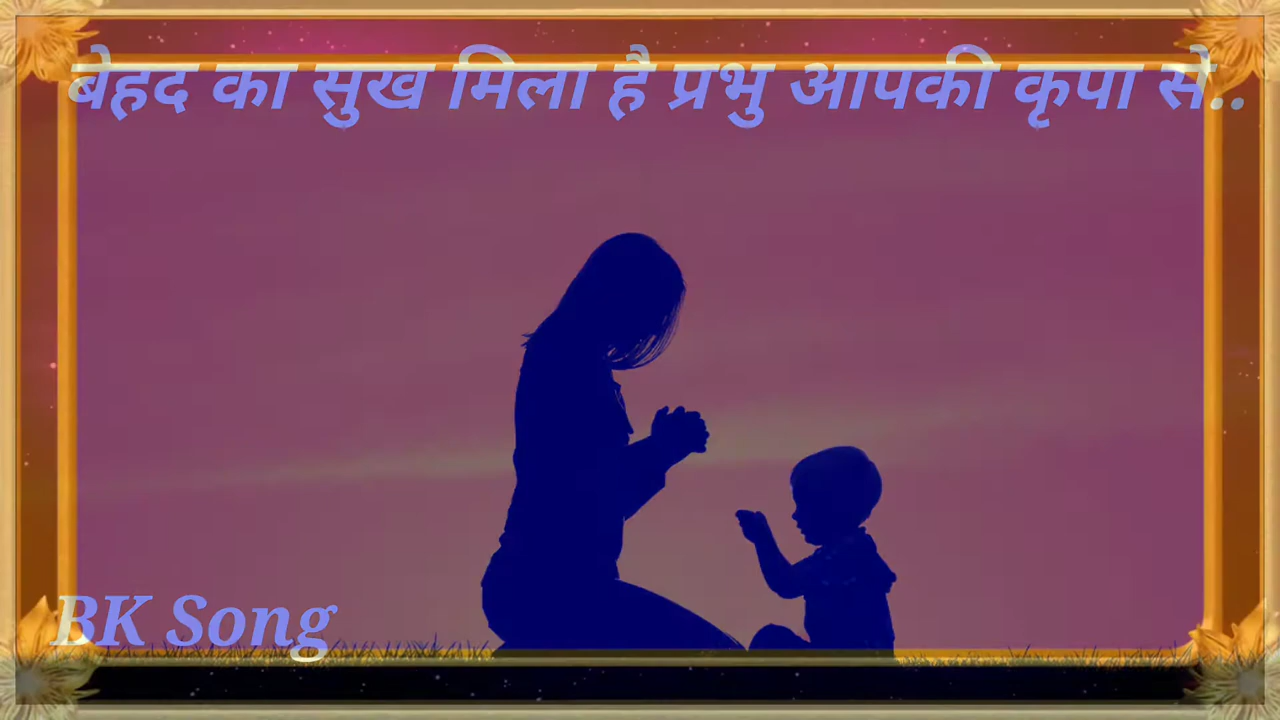 बेहद का सुख मिला है प्रभु आपकी कृपा से..
BK Song